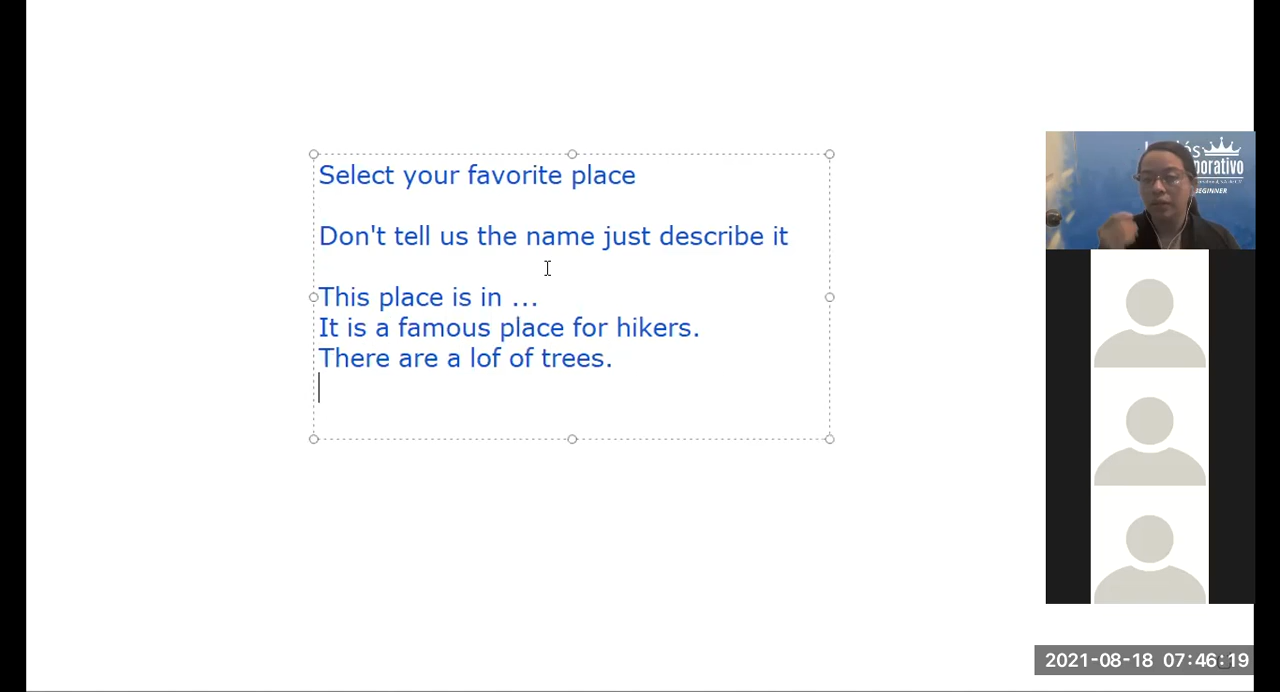 Select your favorite place
Don't tell us the name just describe it
This place is in ...
It is a famous place for hikers.
There are a lof of trees.
BEGINNER
2021-08-18 07:46:19